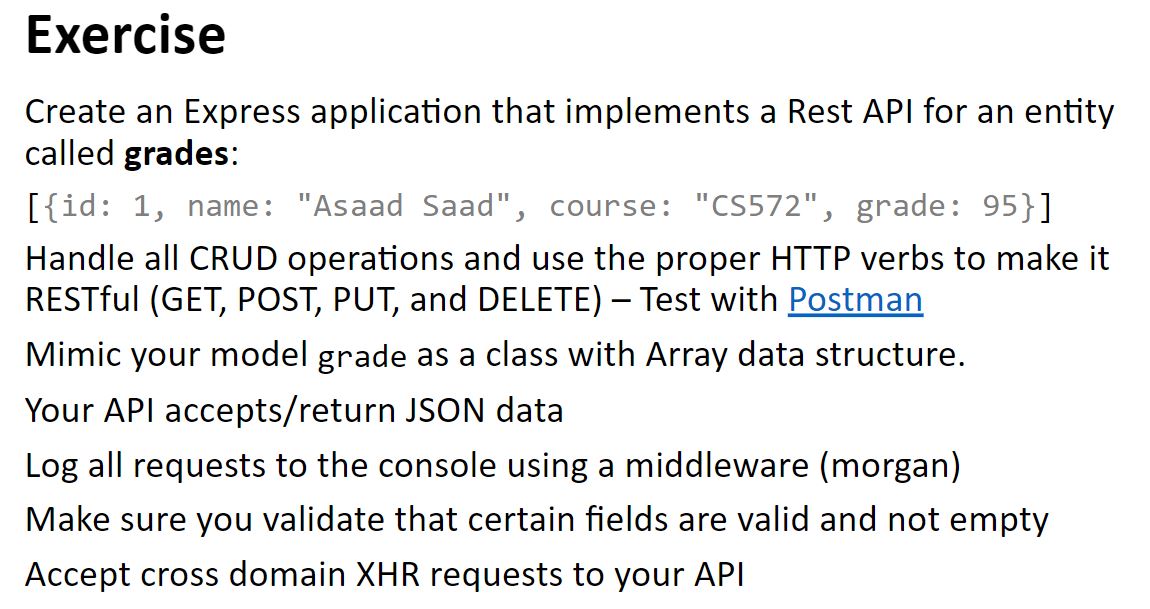 Exercise
Create an Express application that implements a Rest API for an entity
called grades:
[{id: 1, name: "Asaad Saad", course: "CS572", grade: 95}]
Handle all CRUD operations and use the proper HTTP verbs to make it
RESTful (GET, POST, PUT, and DELETE) – Test with Postman
Mimic your model grade as a class with Array data structure.
Your API accepts/return JSON data
Log all requests to the console using a middleware (morgan)
Make sure you validate that certain fields are valid and not empty
Accept cross domain XHR requests to your API